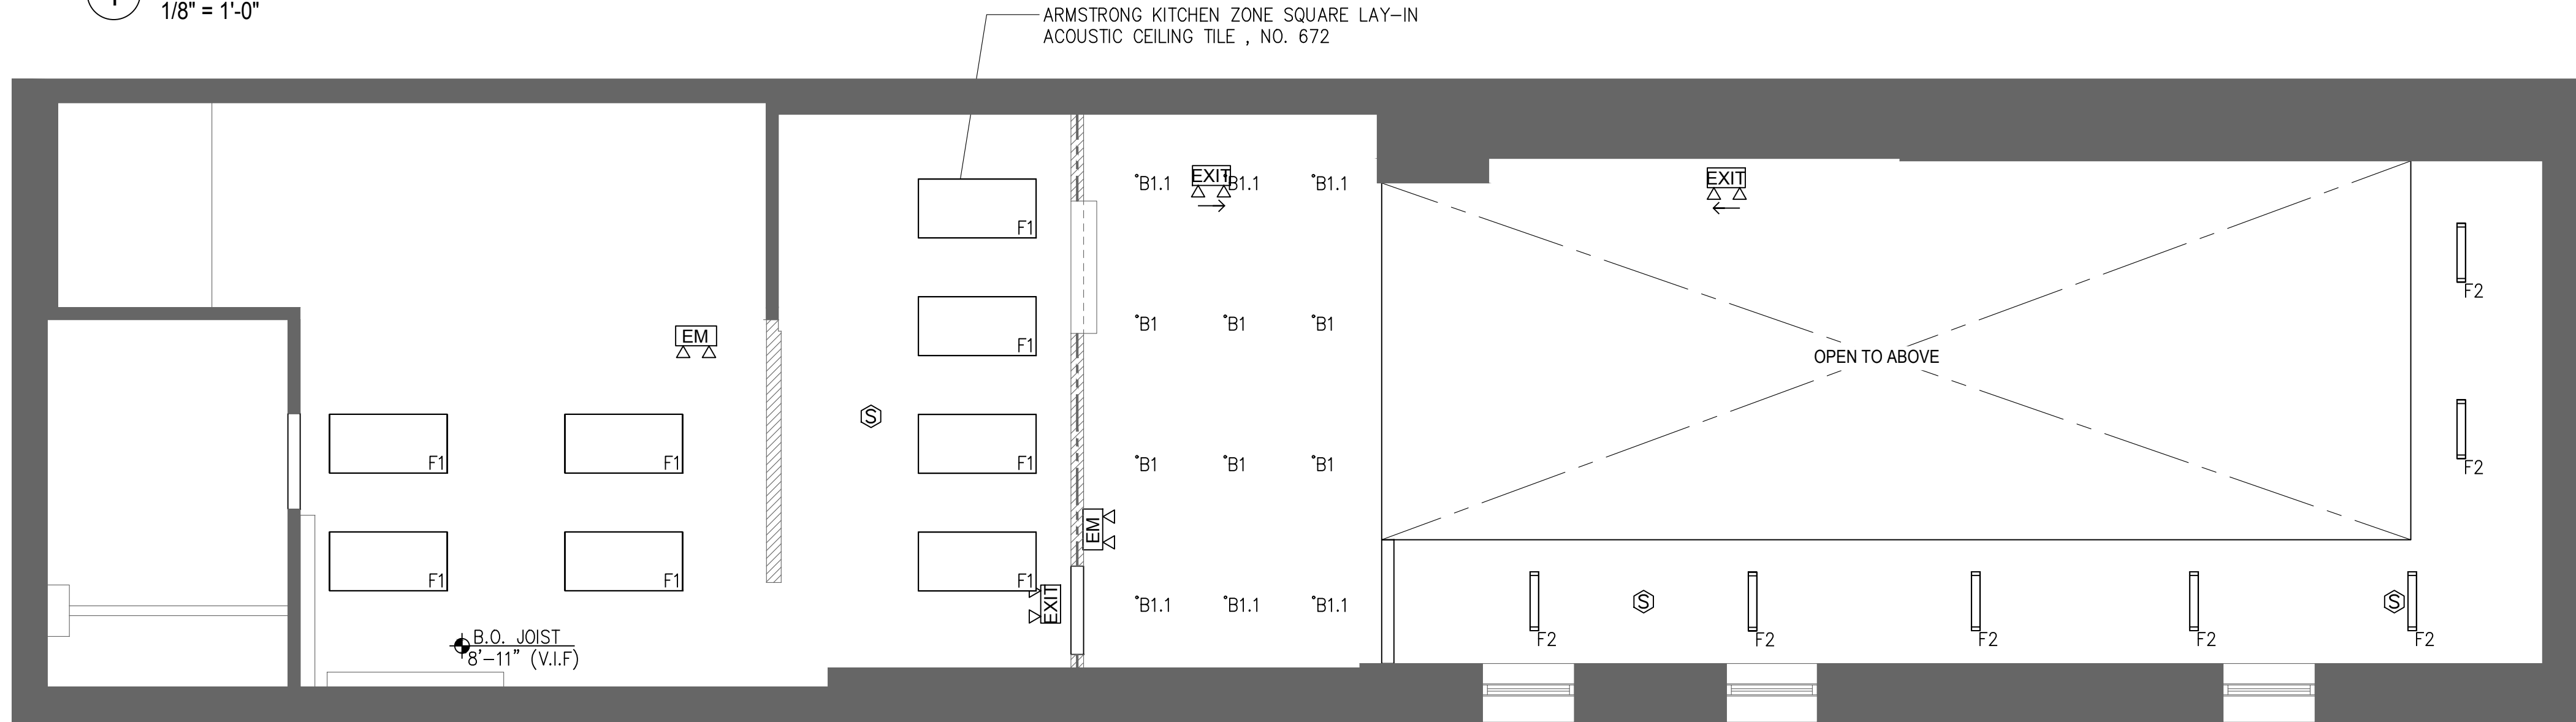 1
1/8" = 1'-0"
ARMSTRONG KITCHEN ZONE SQUARE LAY-IN
ACOUSTIC CEILING TILE , NO. 672
B1.1 EXIT B1.1 B1.1 EXIT
F1
F2
EM
F1
B1 B1 B1
OPEN TO ABOVE
S
F1 F1 F1
B1 B1 B1
F2
EM
F1 F1 F1
EXIT
B1.1 B1.1 B1.1
S S
F2 F2 F2 F2 F2
B.O. JOIST
8'-11" (V.I.F)